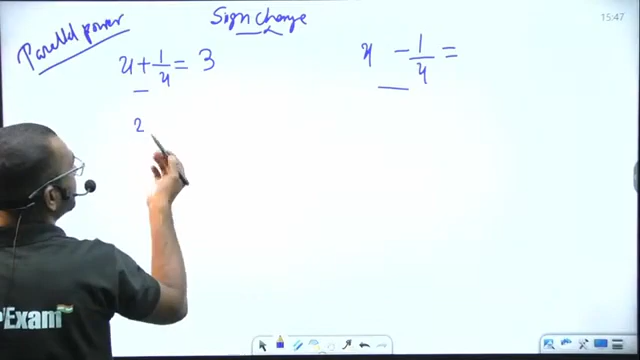 Sign change
15:47
Parallel power
x + 1/x = 3
x - 1/x =
2
Exam